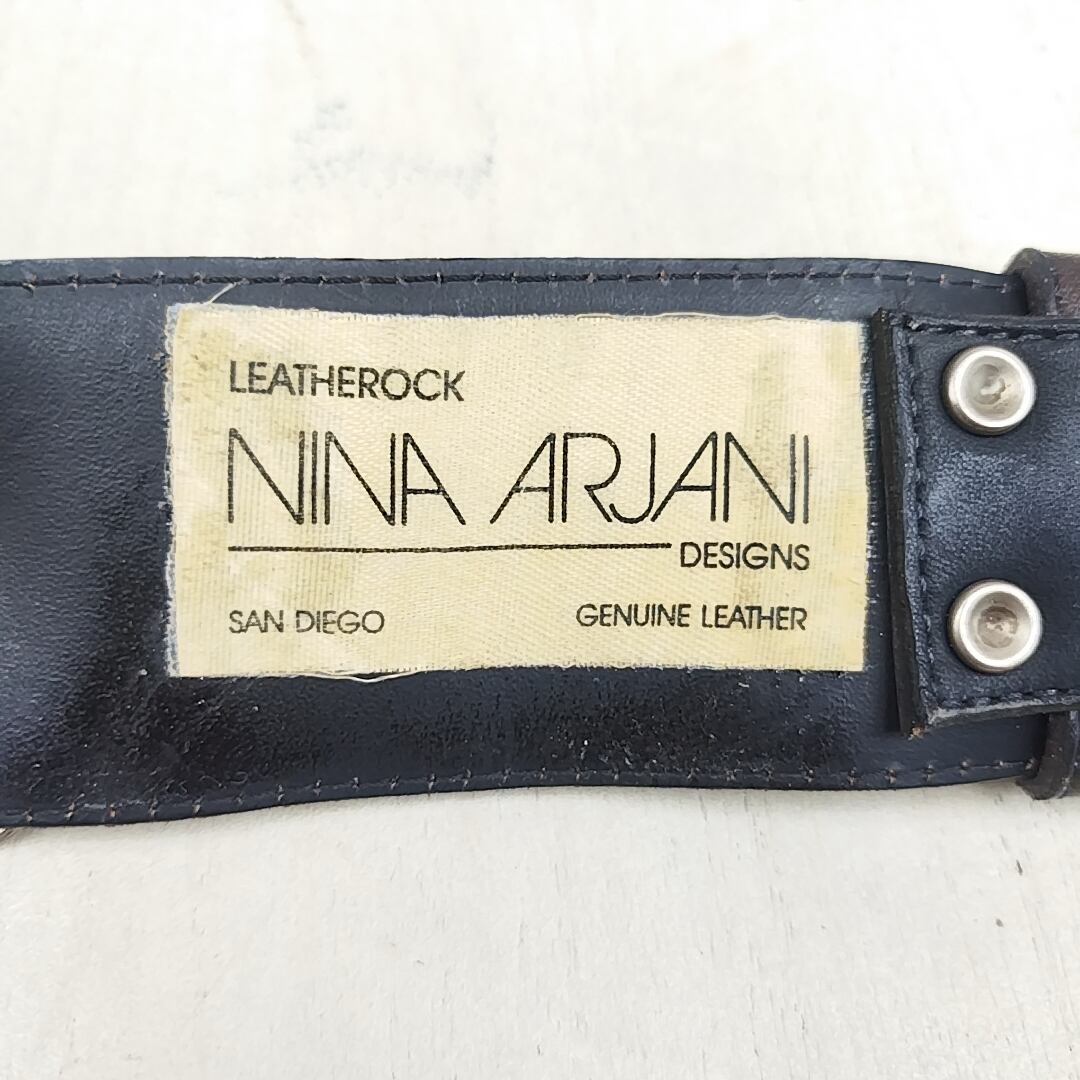 LEATHEROCK
NINA ARJANI
DESIGNS
SAN DIEGO GENUINE LEATHER